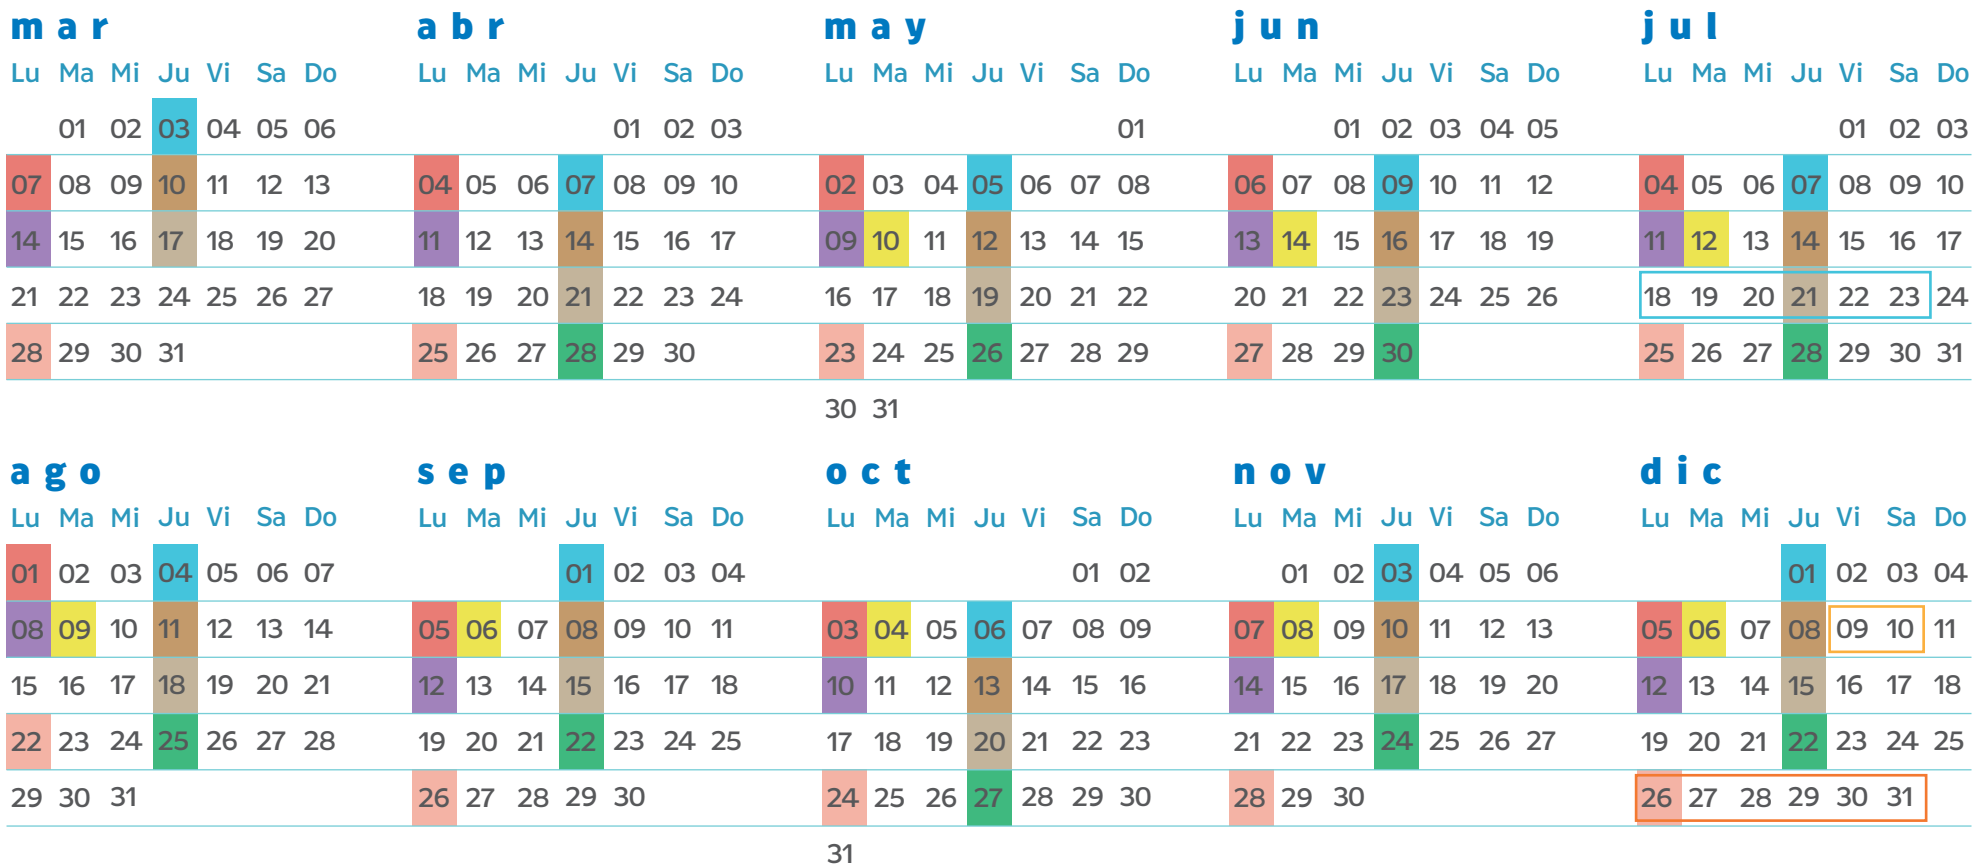 mar abr may jun jul
Lu Ma Mi Ju Vi Sa Do Lu Ma Mi Ju Vi Sa Do Lu Ma Mi Ju Vi Sa Do Lu Ma Mi Ju Vi Sa Do Lu Ma Mi Ju Vi Sa Do
01 02 03 04 05 06 01 02 03 01 01 02 03 04 05 01 02 03
07 08 09 10 11 12 13 04 05 06 07 08 09 10 02 03 04 05 06 07 08 06 07 08 09 10 11 12 04 05 06 07 08 09 10
14 15 16 17 18 19 20 11 12 13 14 15 16 17 09 10 11 12 13 14 15 13 14 15 16 17 18 19 11 12 13 14 15 16 17
21 22 23 24 25 26 27 18 19 20 21 22 23 24 16 17 18 19 20 21 22 20 21 22 23 24 25 26 18 19 20 21 22 23 24
28 29 30 31 25 26 27 28 29 30 23 24 25 26 27 28 29 27 28 29 30 25 26 27 28 29 30 31
30 31
ago sep oct nov dic
Lu Ma Mi Ju Vi Sa Do Lu Ma Mi Ju Vi Sa Do Lu Ma Mi Ju Vi Sa Do Lu Ma Mi Ju Vi Sa Do Lu Ma Mi Ju Vi Sa Do
01 02 03 04 05 06 07 01 02 03 04 01 02 01 02 03 04 05 06 01 02 03 04
08 09 10 11 12 13 14 05 06 07 08 09 10 11 03 04 05 06 07 08 09 07 08 09 10 11 12 13 05 06 07 08 09 10 11
15 16 17 18 19 20 21 12 13 14 15 16 17 18 10 11 12 13 14 15 16 14 15 16 17 18 19 20 12 13 14 15 16 17 18
22 23 24 25 26 27 28 19 20 21 22 23 24 25 17 18 19 20 21 22 23 21 22 23 24 25 26 27 19 20 21 22 23 24 25
29 30 31 26 27 28 29 30 24 25 26 27 28 29 30 28 29 30 26 27 28 29 30 31
31